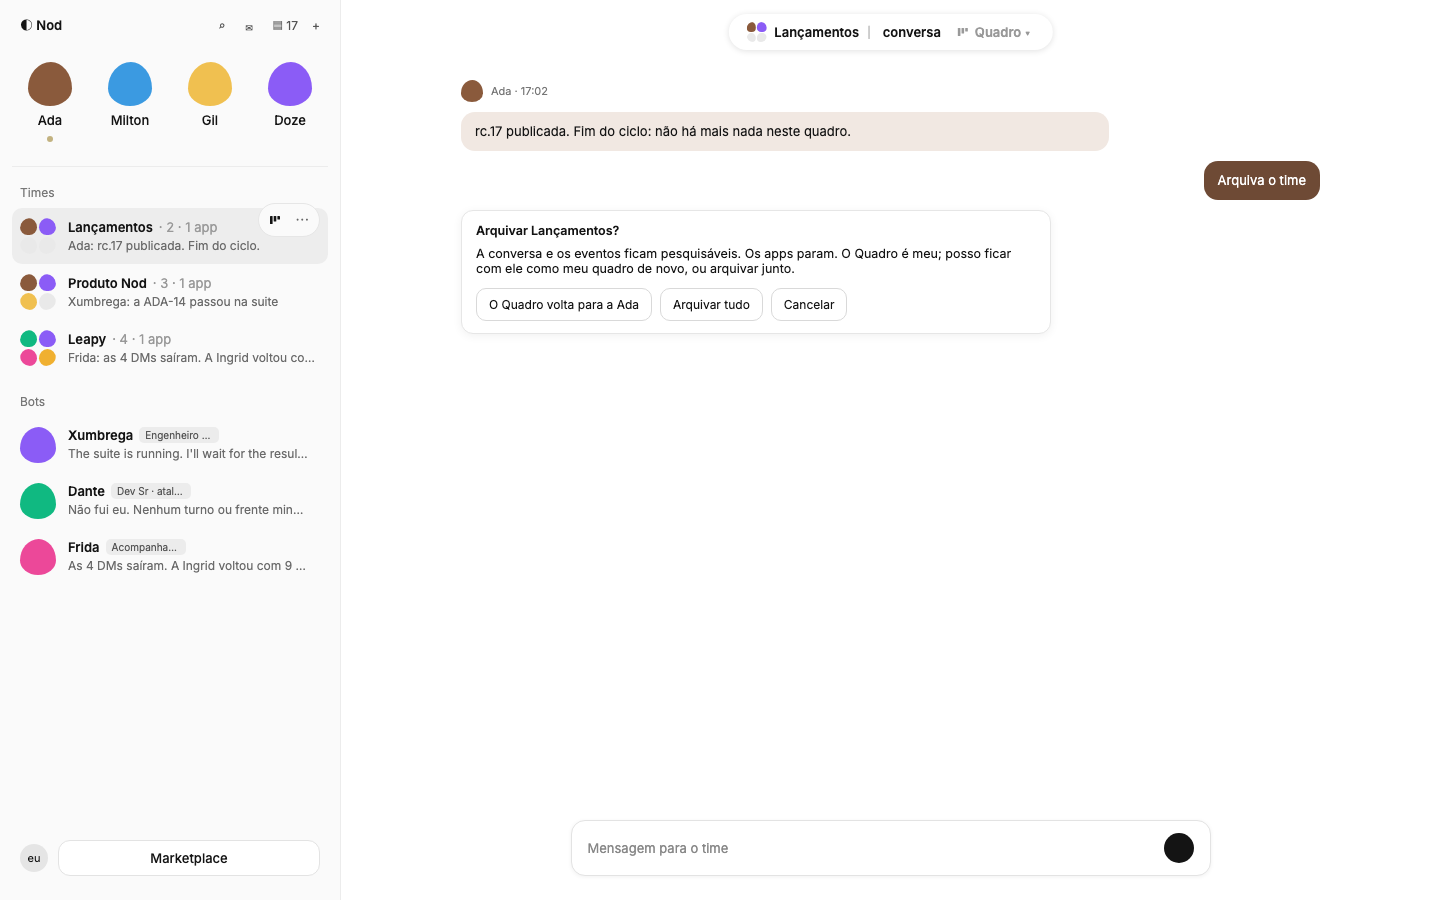 Nod
17
+
Ada
Milton
Gil
Doze
Times
Lançamentos · 2 · 1 app
Ada: rc.17 publicada. Fim do ciclo.
Produto Nod · 3 · 1 app
Xumbrega: a ADA-14 passou na suite
Leapy · 4 · 1 app
Frida: as 4 DMs saíram. A Ingrid voltou co...
Bots
Xumbrega Engenheiro ...
The suite is running. I'll wait for the resul...
Dante Dev Sr · atal...
Não fui eu. Nenhum turno ou frente min...
Frida Acompanha...
As 4 DMs saíram. A Ingrid voltou com 9 ...
eu
Marketplace
Lançamentos | conversa Quadro
Ada · 17:02
rc.17 publicada. Fim do ciclo: não há mais nada neste quadro.
Arquiva o time
Arquivar Lançamentos?
A conversa e os eventos ficam pesquisáveis. Os apps param. O Quadro é meu; posso ficar
com ele como meu quadro de novo, ou arquivar junto.
O Quadro volta para a Ada
Arquivar tudo
Cancelar
Mensagem para o time